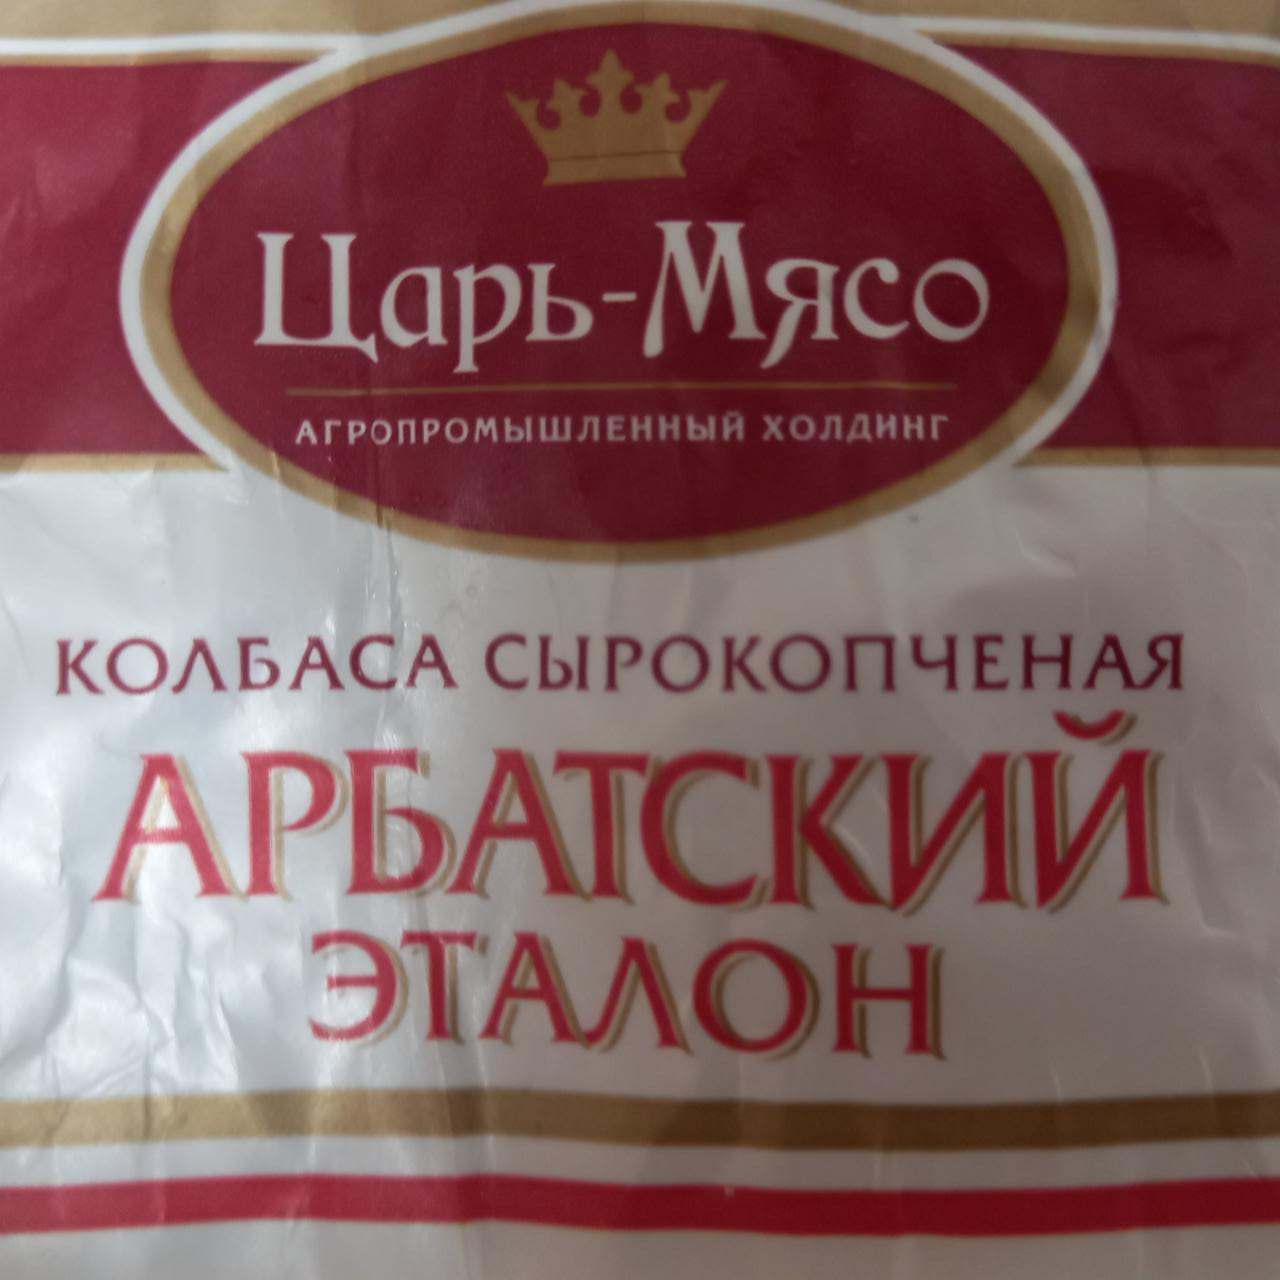 Царь-Мясо
АГРОПРОМЫШЛЕННЫЙ ХОЛДИНГ
КОЛБАСА СЫРОКОПЧЕНАЯ
АРБАТСКИЙ
ЭТАЛОН